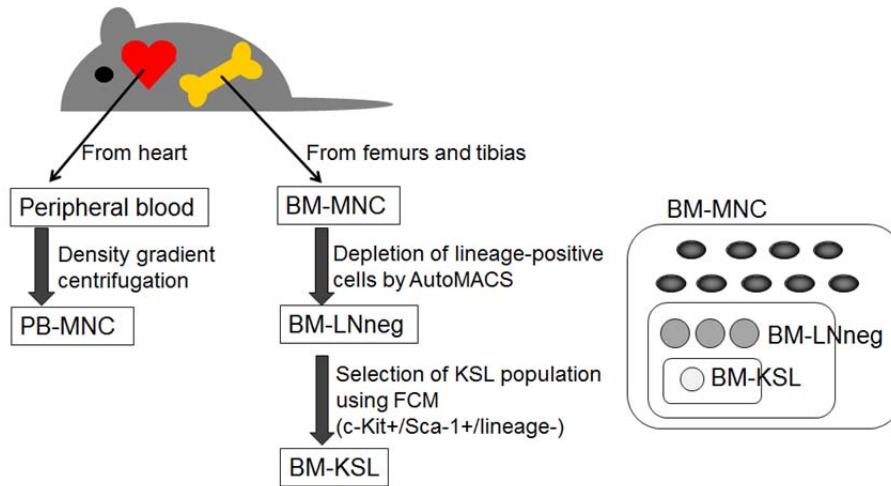 From heart
From femurs and tibias
Peripheral blood
BM-MNC
Density gradient
centrifugation
Depletion of lineage-positive
cells by AutoMACS
PB-MNC
BM-LNneg
Selection of KSL population
using FCM
(c-Kit+/Sca-1+/lineage-)
BM-KSL
BM-MNC
BM-LNneg
BM-KSL